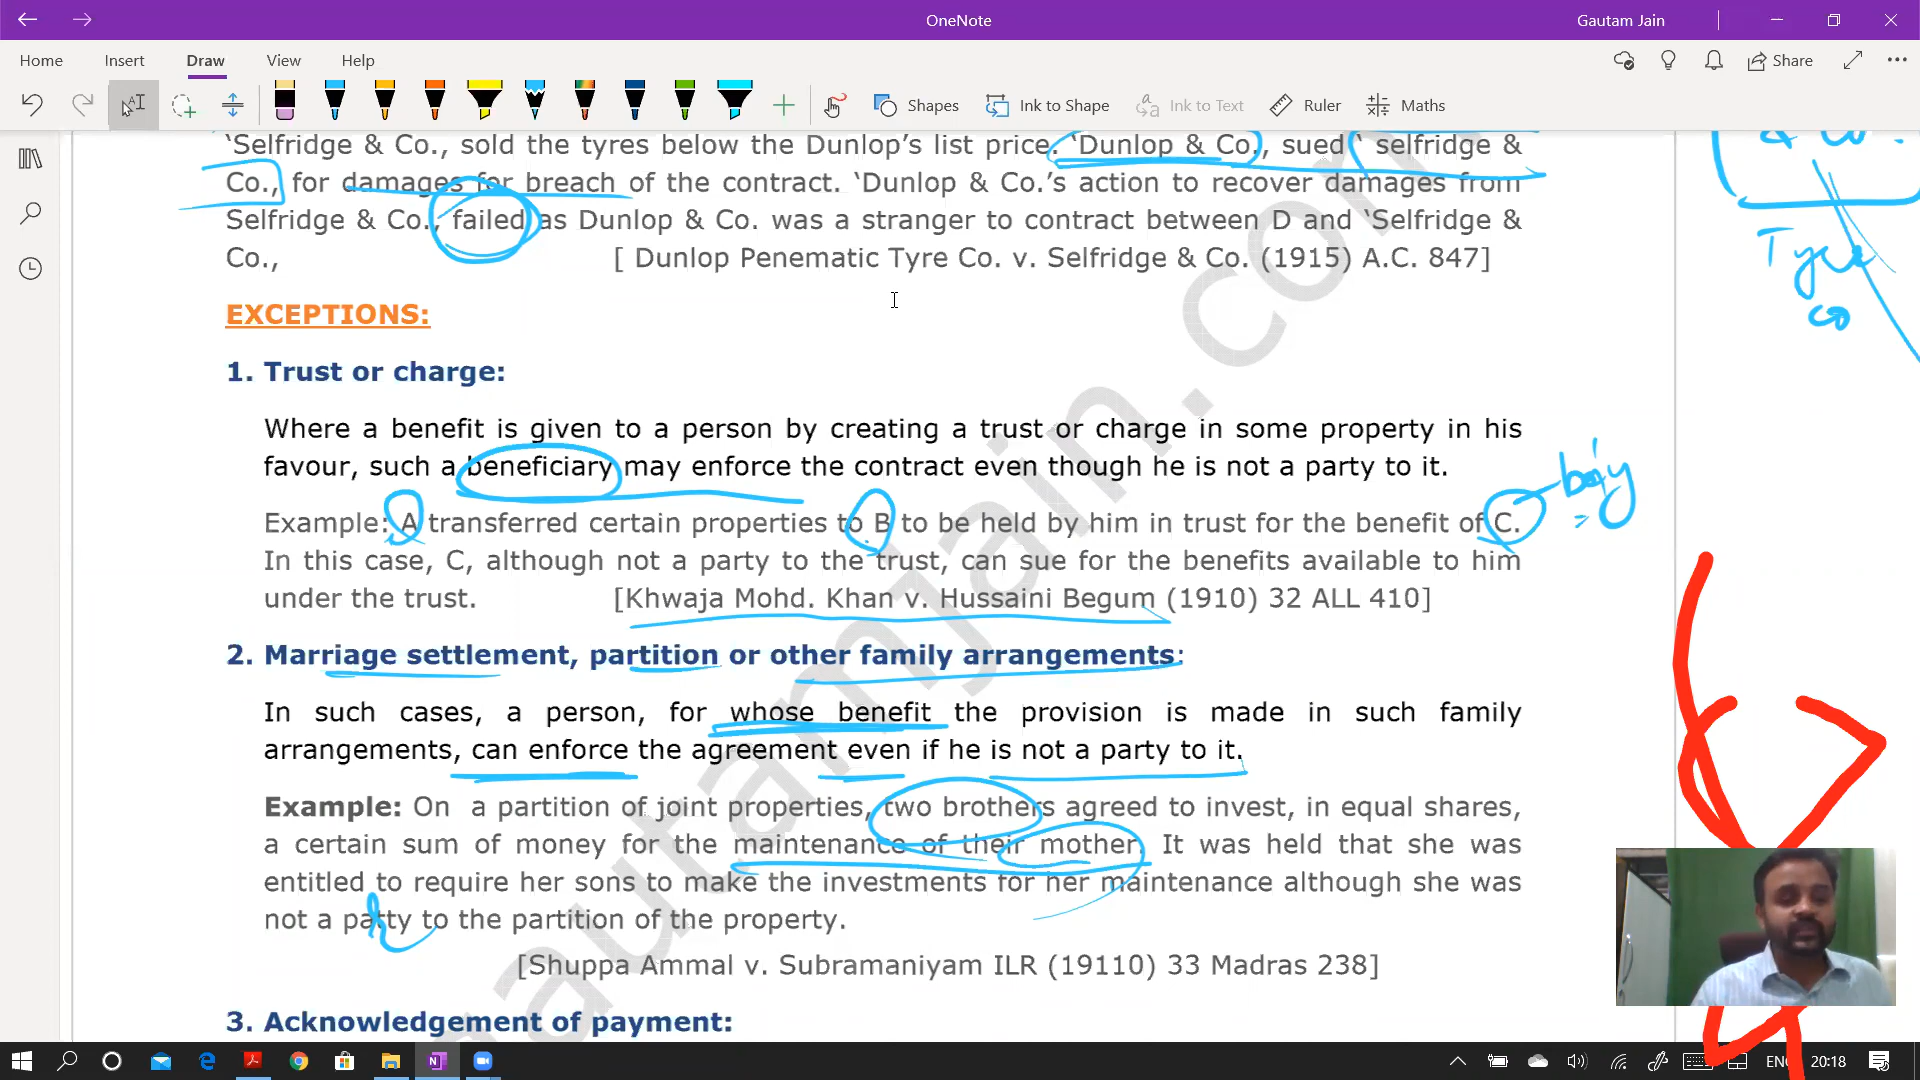 OneNote
Gautam Jain
Home Insert Draw View Help
Share
Shapes Ink to Shape Ink to Text Ruler Maths
'Selfridge & Co., sold the tyres below the Dunlop's list price. 'Dunlop & Co., sued ' selfridge &
Co., for damages for breach of the contract. 'Dunlop & Co.'s action to recover damages from
Selfridge & Co., failed as Dunlop & Co. was a stranger to contract between D and 'Selfridge &
Co., [ Dunlop Penematic Tyre Co. v. Selfridge & Co. (1915) A.C. 847]
& Co.
Tyre
co
EXCEPTIONS:
1. Trust or charge:
Where a benefit is given to a person by creating a trust or charge in some property in his
favour, such a beneficiary may enforce the contract even though he is not a party to it.
Example: A transferred certain properties to B to be held by him in trust for the benefit of C.
In this case, C, although not a party to the trust, can sue for the benefits available to him
under the trust. [Khwaja Mohd. Khan v. Hussaini Begum (1910) 32 ALL 410]
2. Marriage settlement, partition or other family arrangements:
In such cases, a person, for whose benefit the provision is made in such family
arrangements, can enforce the agreement even if he is not a party to it.
Example: On a partition of joint properties, two brothers agreed to invest, in equal shares,
a certain sum of money for the maintenance of their mother. It was held that she was
entitled to require her sons to make the investments for her maintenance although she was
not a party to the partition of the property.
[Shuppa Ammal v. Subramaniyam ILR (19110) 33 Madras 238]
3. Acknowledgement of payment:
gautamjain.com
ENG 20:18